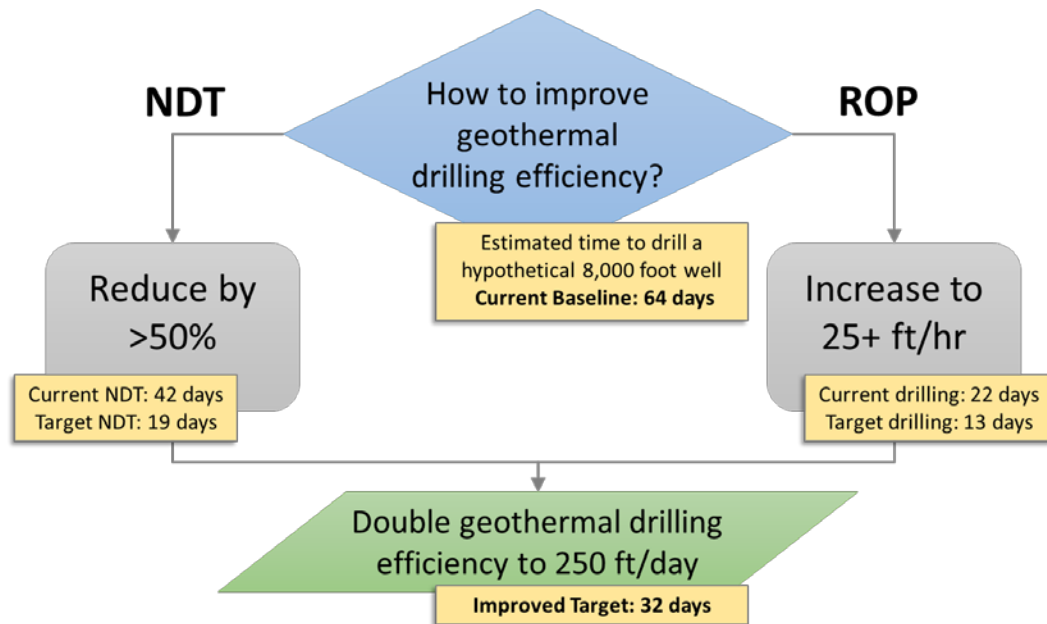 NDT
How to improve
geothermal
drilling efficiency?
ROP
Estimated time to drill a
hypothetical 8,000 foot well
Current Baseline: 64 days
Reduce by
>50%
Current NDT: 42 days
Target NDT: 19 days
Increase to
25+ ft/hr
Current drilling: 22 days
Target drilling: 13 days
Double geothermal drilling
efficiency to 250 ft/day
Improved Target: 32 days